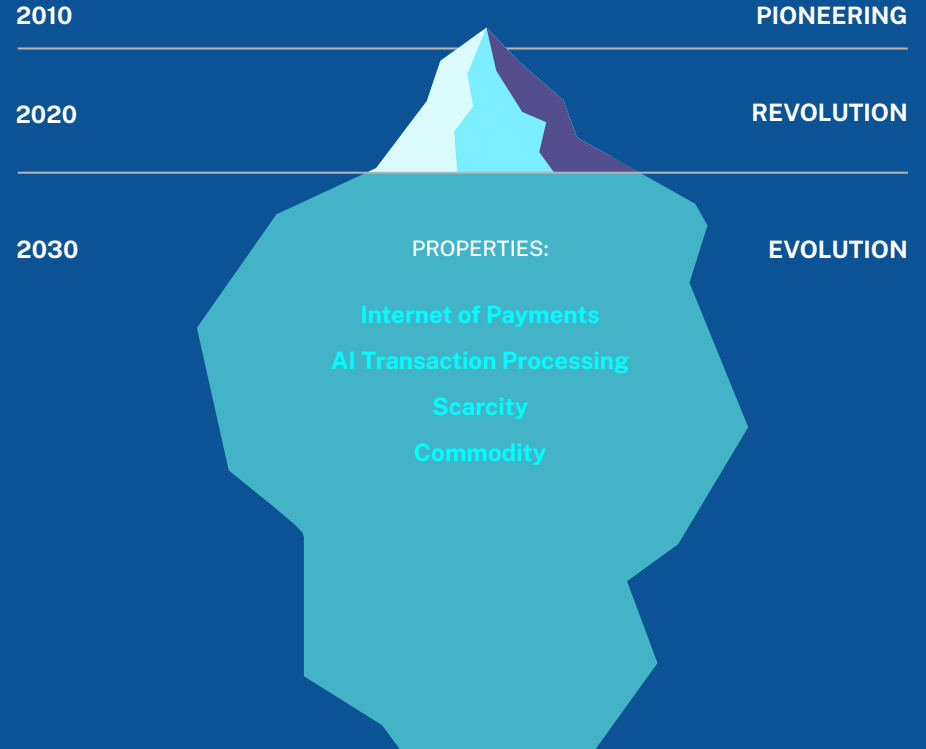 2010
PIONEERING
2020
REVOLUTION
2030
EVOLUTION
PROPERTIES:
Internet of Payments
AI Transaction Processing
Scarcity
Commodity